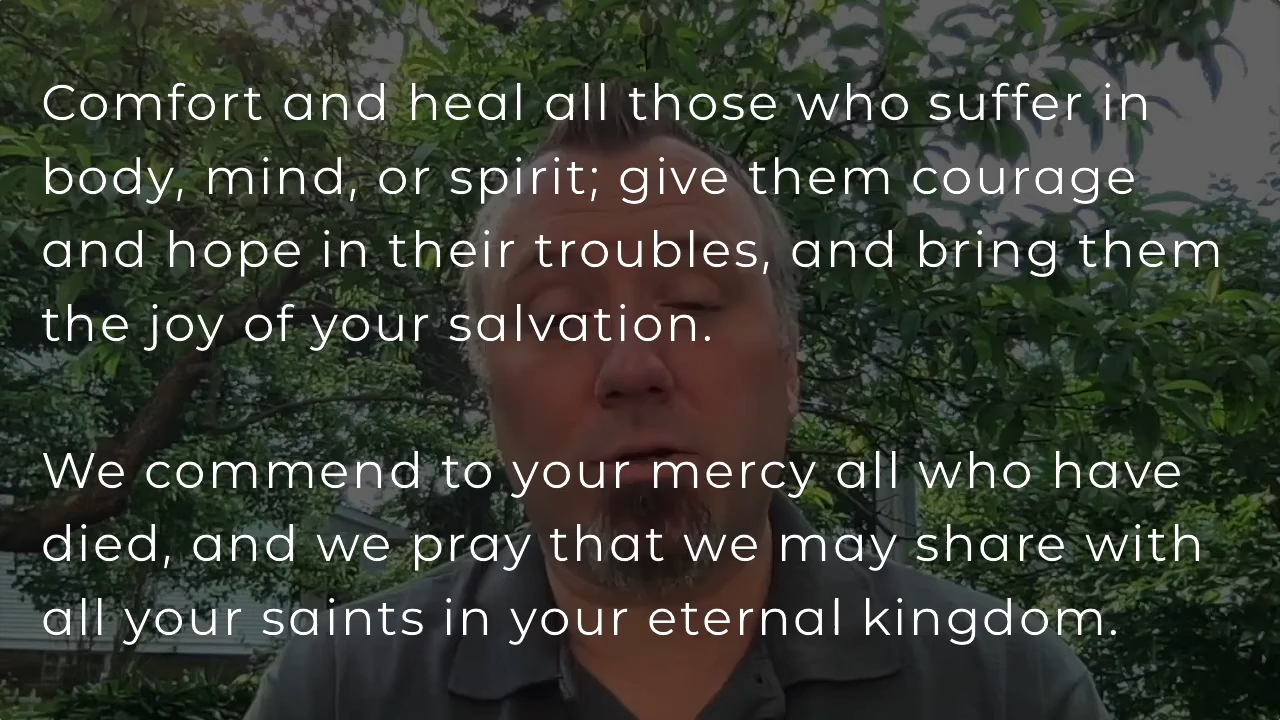 Comfort and heal all those who suffer in
body, mind, or spirit; give them courage
and hope in their troubles, and bring them
the joy of your salvation.
We commend to your mercy all who have
died, and we pray that we may share with
all your saints in your eternal kingdom.